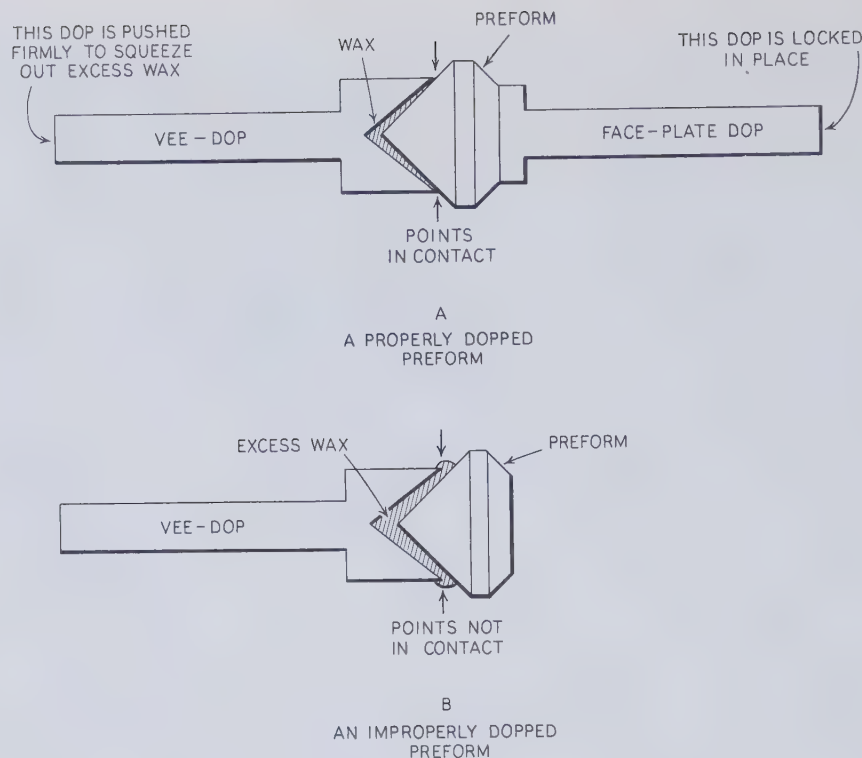 THIS DOP IS PUSHED
FIRMLY TO SQUEEZE
OUT EXCESS WAX
WAX
PREFORM
THIS DOP IS LOCKED
IN PLACE
VEE-DOP
FACE-PLATE DOP
POINTS
IN CONTACT
A
A PROPERLY DOPPED
PREFORM
EXCESS WAX
PREFORM
VEE-DOP
POINTS NOT
IN CONTACT
B
AN IMPROPERLY DOPPED
PREFORM